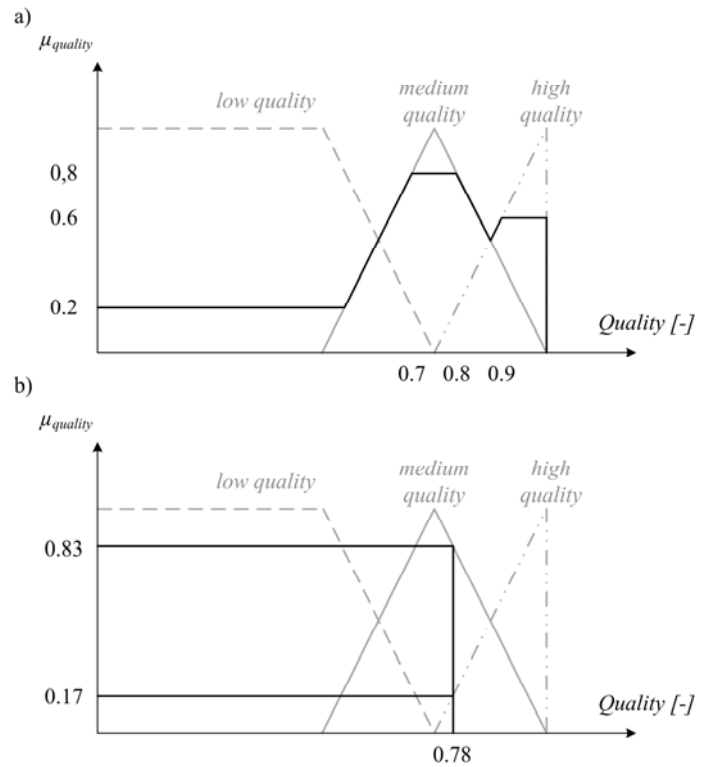 a)
μquality
low quality
medium
quality
high
quality
0,8
0.6
0.2
Quality [-]
0.7 0.8 0.9
b)
μquality
low quality
medium
quality
high
quality
0.83
0.17
Quality [-]
0.78